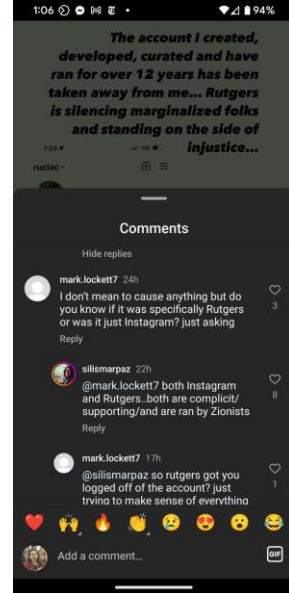 1:06
94%
The account I created,
developed, curated and have
ran for over 12 years has been
taken away from me... Rutgers
is silencing marginalized folks
and standing on the side of
injustice...
7:02
ruclac
Comments
Hide replies
mark.lockett7 24h
I don't mean to cause anything but do
you know if it was specifically Rutgers
or was it just Instagram? just asking
3
Reply
silismarpaz 22h
@mark.lockett7 both Instagram
and Rutgers..both are complicit/
supporting/and are ran by Zionists
8
Reply
mark.lockett7 17h
@silismarpaz so rutgers got you
logged off of the account? just
trying to make sense of everything
1
Add a comment...
GIF